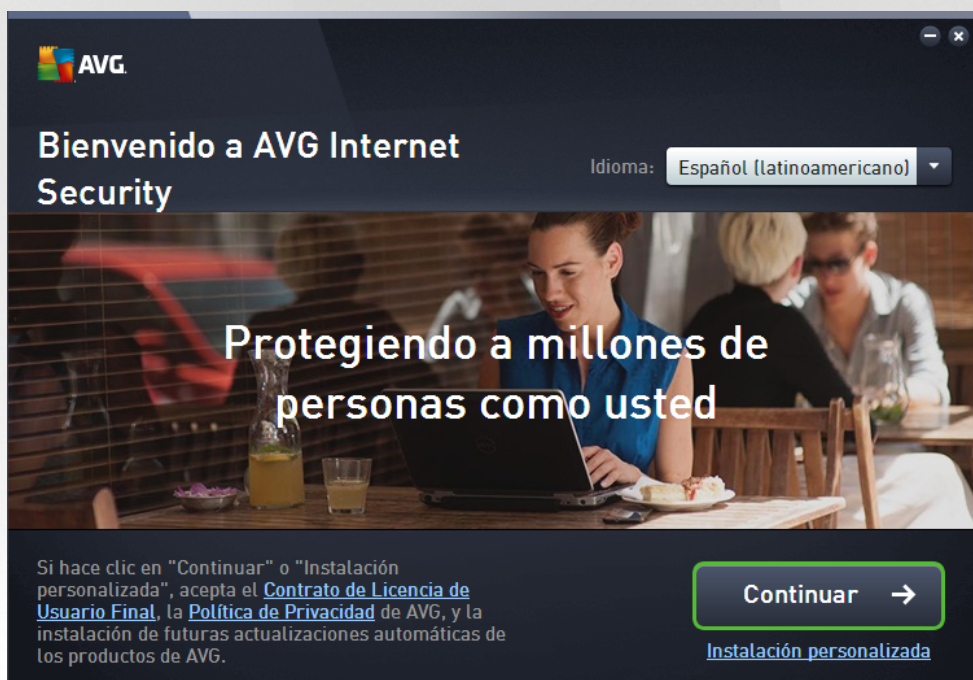 AVG.
Bienvenido a AVG Internet
Security
Idioma:
Español (latinoamericano)
Protegiendo a millones de
personas como usted
Si hace clic en "Continuar" o "Instalación
personalizada", acepta el Contrato de Licencia de
Usuario Final, la Política de Privacidad de AVG, y la
instalación de futuras actualizaciones automáticas de
los productos de AVG.
Continuar →
Instalación personalizada